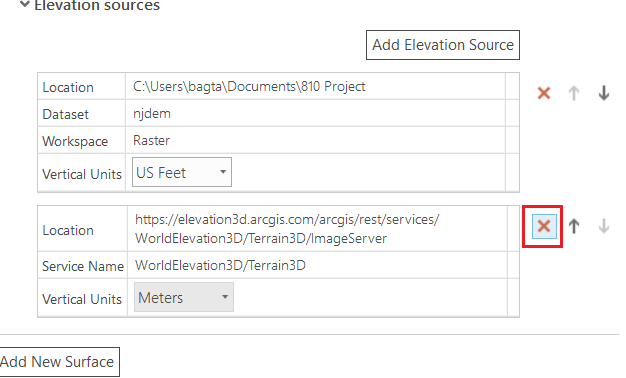 Elevation sources
Add Elevation Source
Location C:\Users\bagta\Documents\810 Project
Dataset njdem
Workspace Raster
Vertical Units US Feet
Location https://elevation3d.arcgis.com/arcgis/rest/services/
WorldElevation3D/Terrain3D/ImageServer
Service Name WorldElevation3D/Terrain3D
Vertical Units Meters
Add New Surface